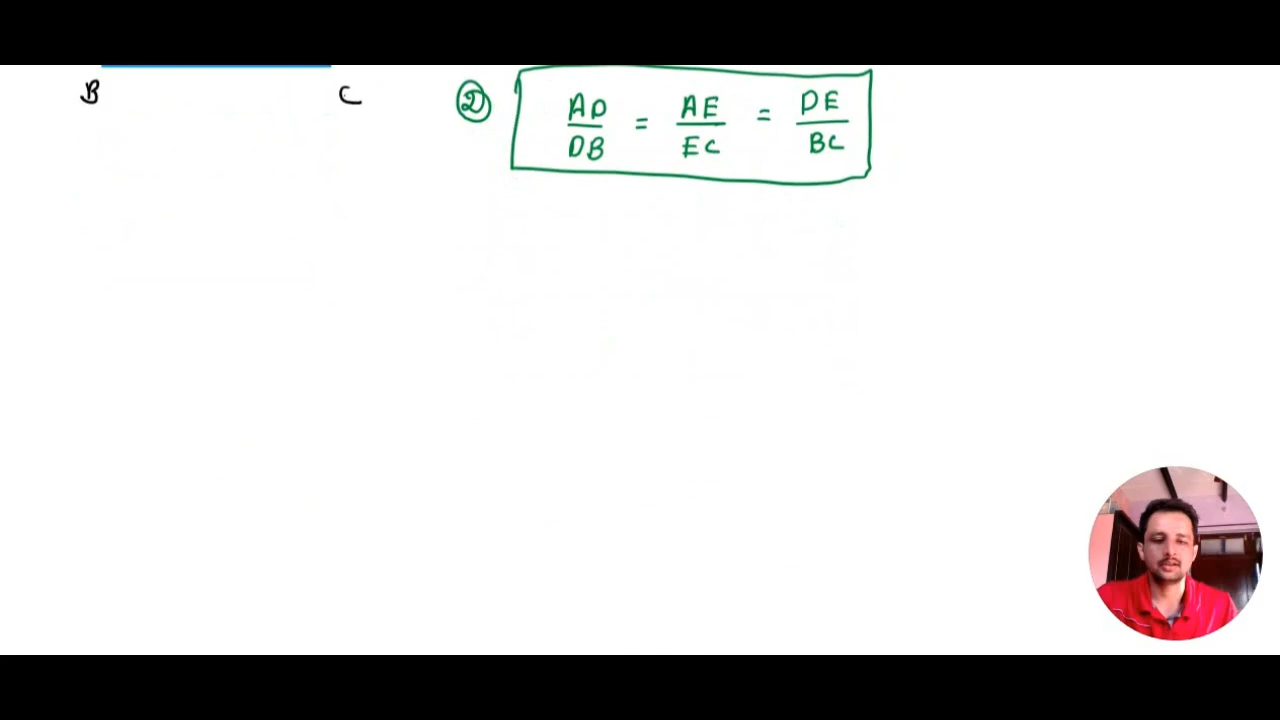 B C
② AD/DB = AE/EC = DE/BC